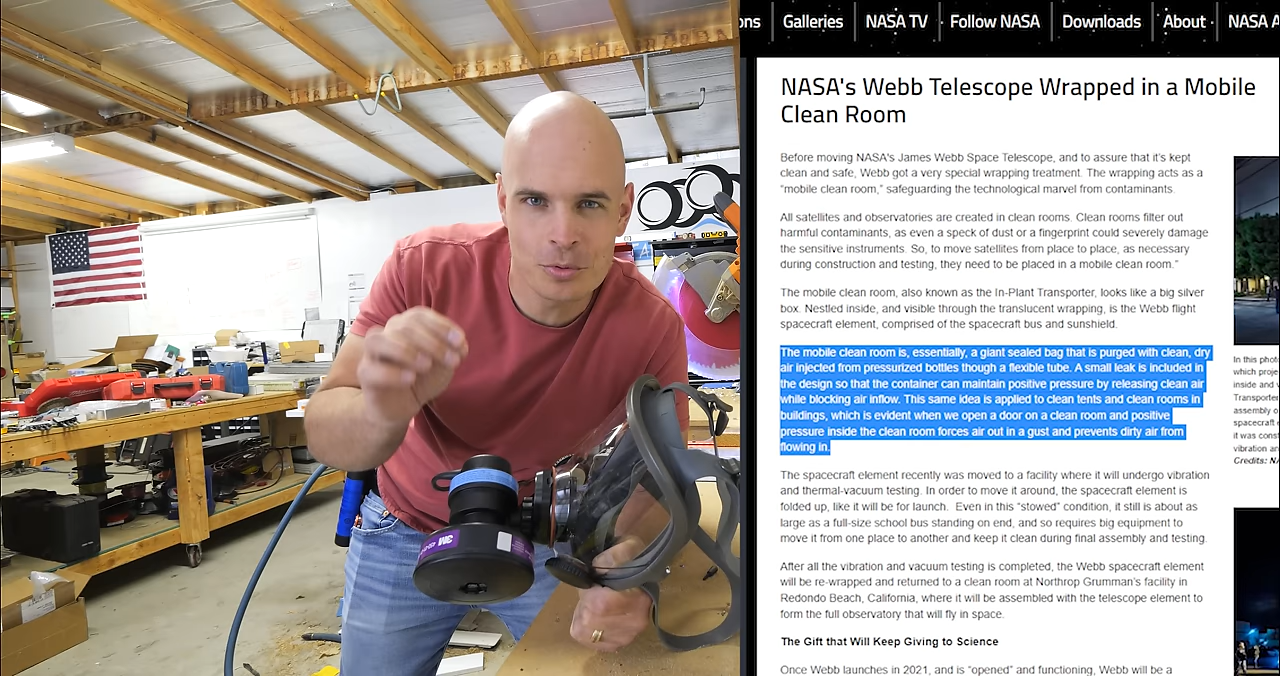 Galleries
NASA TV
Follow NASA
Downloads
About
NASA
NASA's Webb Telescope Wrapped in a Mobile
Clean Room
Before moving NASA's James Webb Space Telescope, and to assure that it's kept
clean and safe, Webb got a very special wrapping treatment. The wrapping acts as a
"mobile clean room," safeguarding the technological marvel from contaminants.
All satellites and observatories are created in clean rooms. Clean rooms filter out
harmful contaminants, as even a speck of dust or a fingerprint could severely damage
the sensitive instruments. So, to move satellites from place to place, as necessary
during construction and testing, they need to be placed in a mobile clean room."
The mobile clean room, also known as the In-Plant Transporter, looks like a big silver
box. Nestled inside, and visible through the translucent wrapping, is the Webb flight
spacecraft element, comprised of the spacecraft bus and sunshield.
The mobile clean room is, essentially, a giant sealed bag that is purged with clean, dry
air injected from pressurized bottles though a flexible tube. A small leak is included in
the design so that the container can maintain positive pressure by releasing clean air
while blocking air inflow. This same idea is applied to clean tents and clean rooms in
buildings, which is evident when we open a door on a clean room and positive
pressure inside the clean room forces air out in a gust and prevents dirty air from
flowing in.
The spacecraft element recently was moved to a facility where it will undergo vibration
and thermal-vacuum testing. In order to move it around, the spacecraft element is
folded up, like it will be for launch. Even in this "stowed" condition, it still is about as
large as a full-size school bus standing on end, and so requires big equipment to
move it from one place to another and keep it clean during final assembly and testing.
After all the vibration and vacuum testing is completed, the Webb spacecraft element
will be re-wrapped and returned to a clean room at Northrop Grumman's facility in
Redondo Beach, California, where it will be assembled with the telescope element to
form the full observatory that will fly in space.
The Gift that Will Keep Giving to Science
Once Webb launches in 2021, and is "opened" and functioning, Webb will be a
In this
which proje
inside and
Transporte
assembly
spacecraft
it was cons
vibration an
Credits:
3M